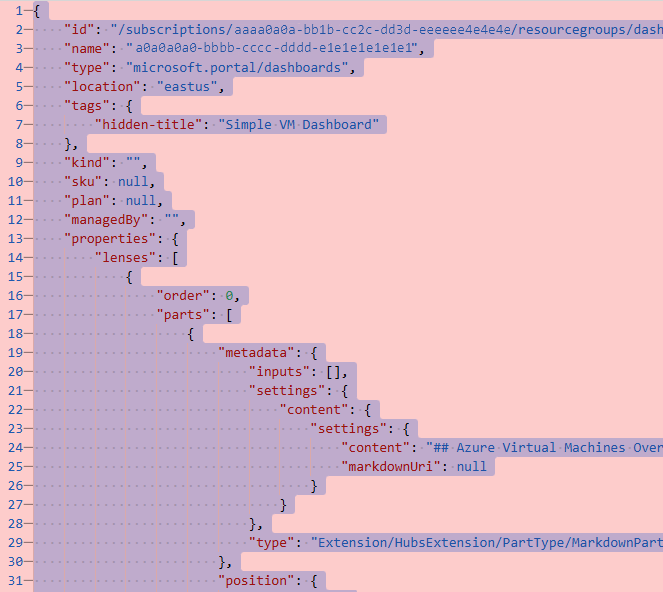 1 {
2 "id": "/subscriptions/aaaa0a0a-bb1b-cc2c-dd3d-eeeeee4e4e4e/resourcegroups/dash
3 "name": "a0a0a0a0-bbbb-cccc-dddd-e1e1e1e1e1e1",
4 "type": "microsoft.portal/dashboards",
5 "location": "eastus",
6 "tags": {
7 "hidden-title": "Simple VM Dashboard"
8 },
9 "kind": "",
10 "sku": null,
11 "plan": null,
12 "managedBy": "",
13 "properties": {
14 "lenses": [
15 {
16 "order": 0,
17 "parts": [
18 {
19 "metadata": {
20 "inputs": [],
21 "settings": {
22 "content": {
23 "settings": {
24 "content": "## Azure Virtual Machines Over
25 "markdownUri": null
26 }
27 }
28 },
29 "type": "Extension/HubsExtension/PartType/MarkdownPart
30 },
31 "position": {